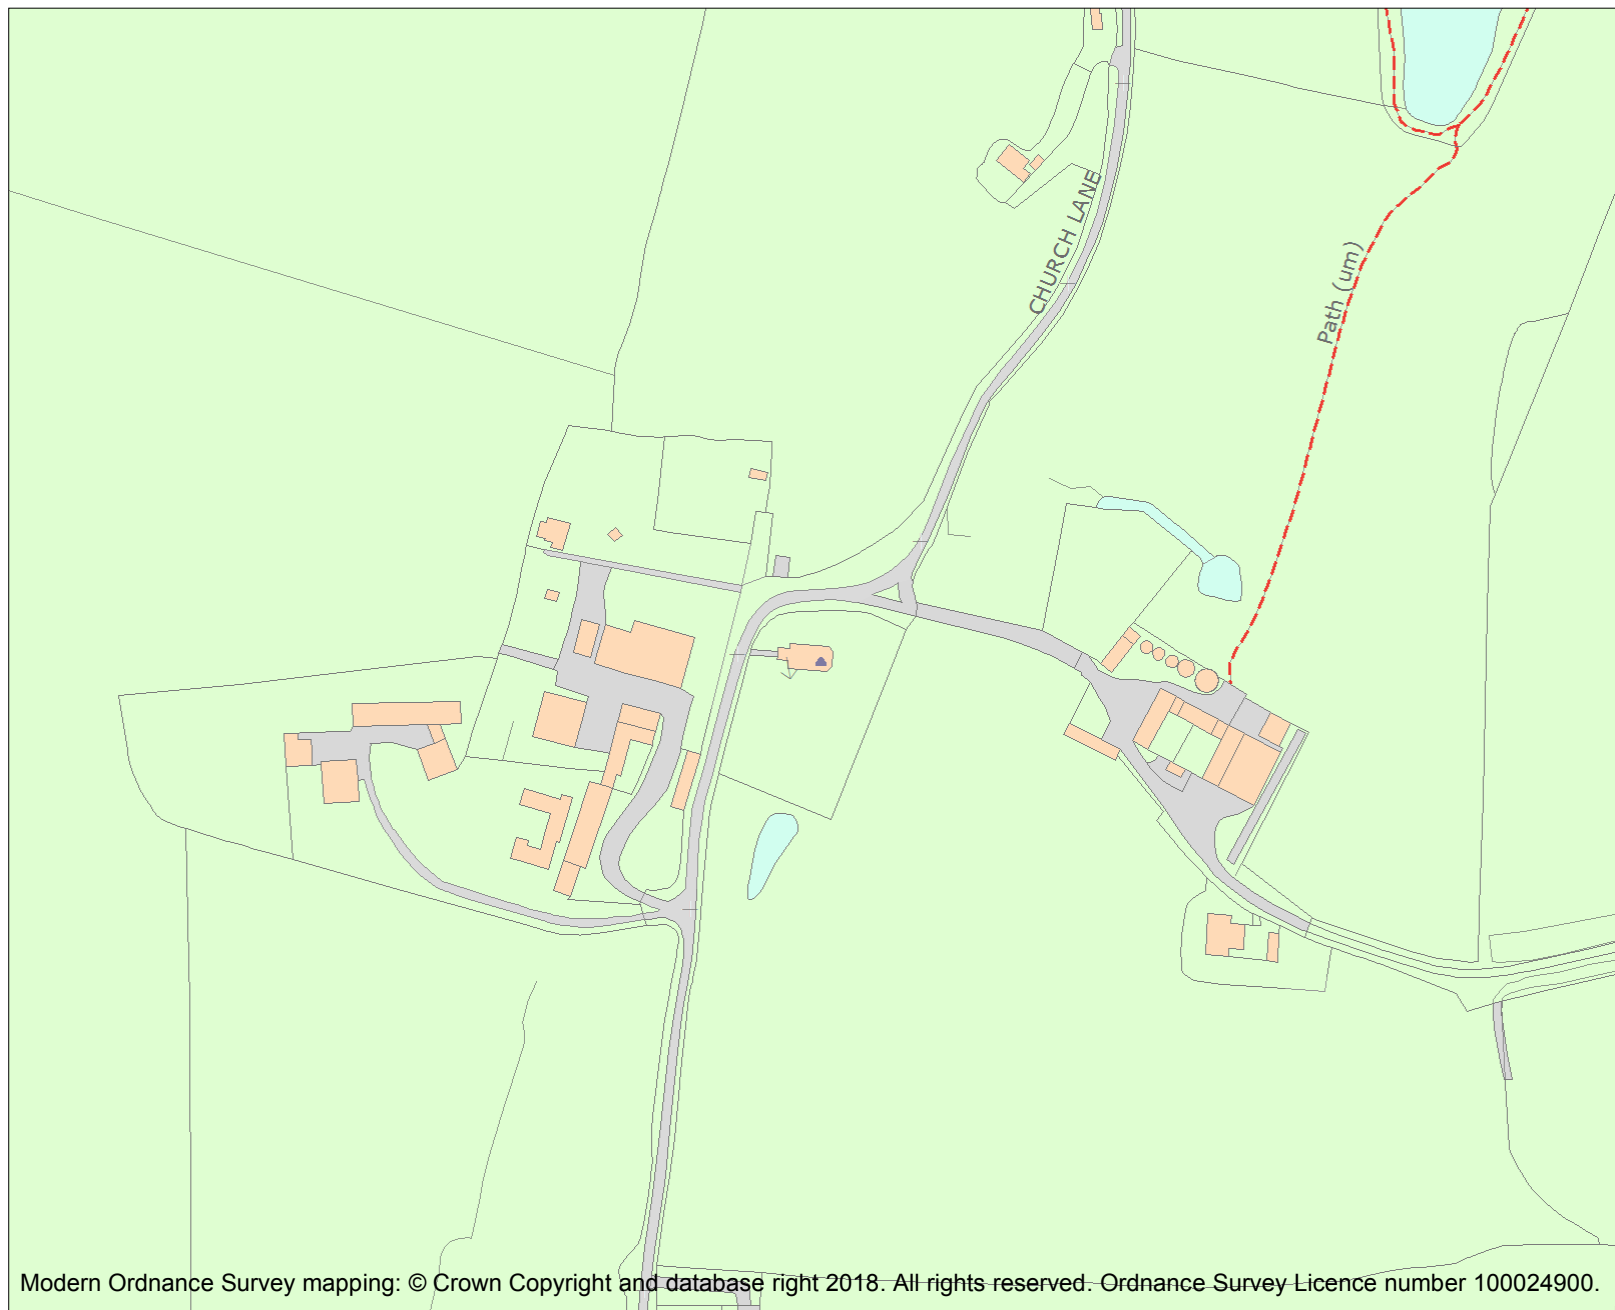 CHURCH LANE
Path (um)
Modern Ordnance Survey mapping: © Crown Copyright and database right 2018. All rights reserved. Ordnance Survey Licence number 100024900.